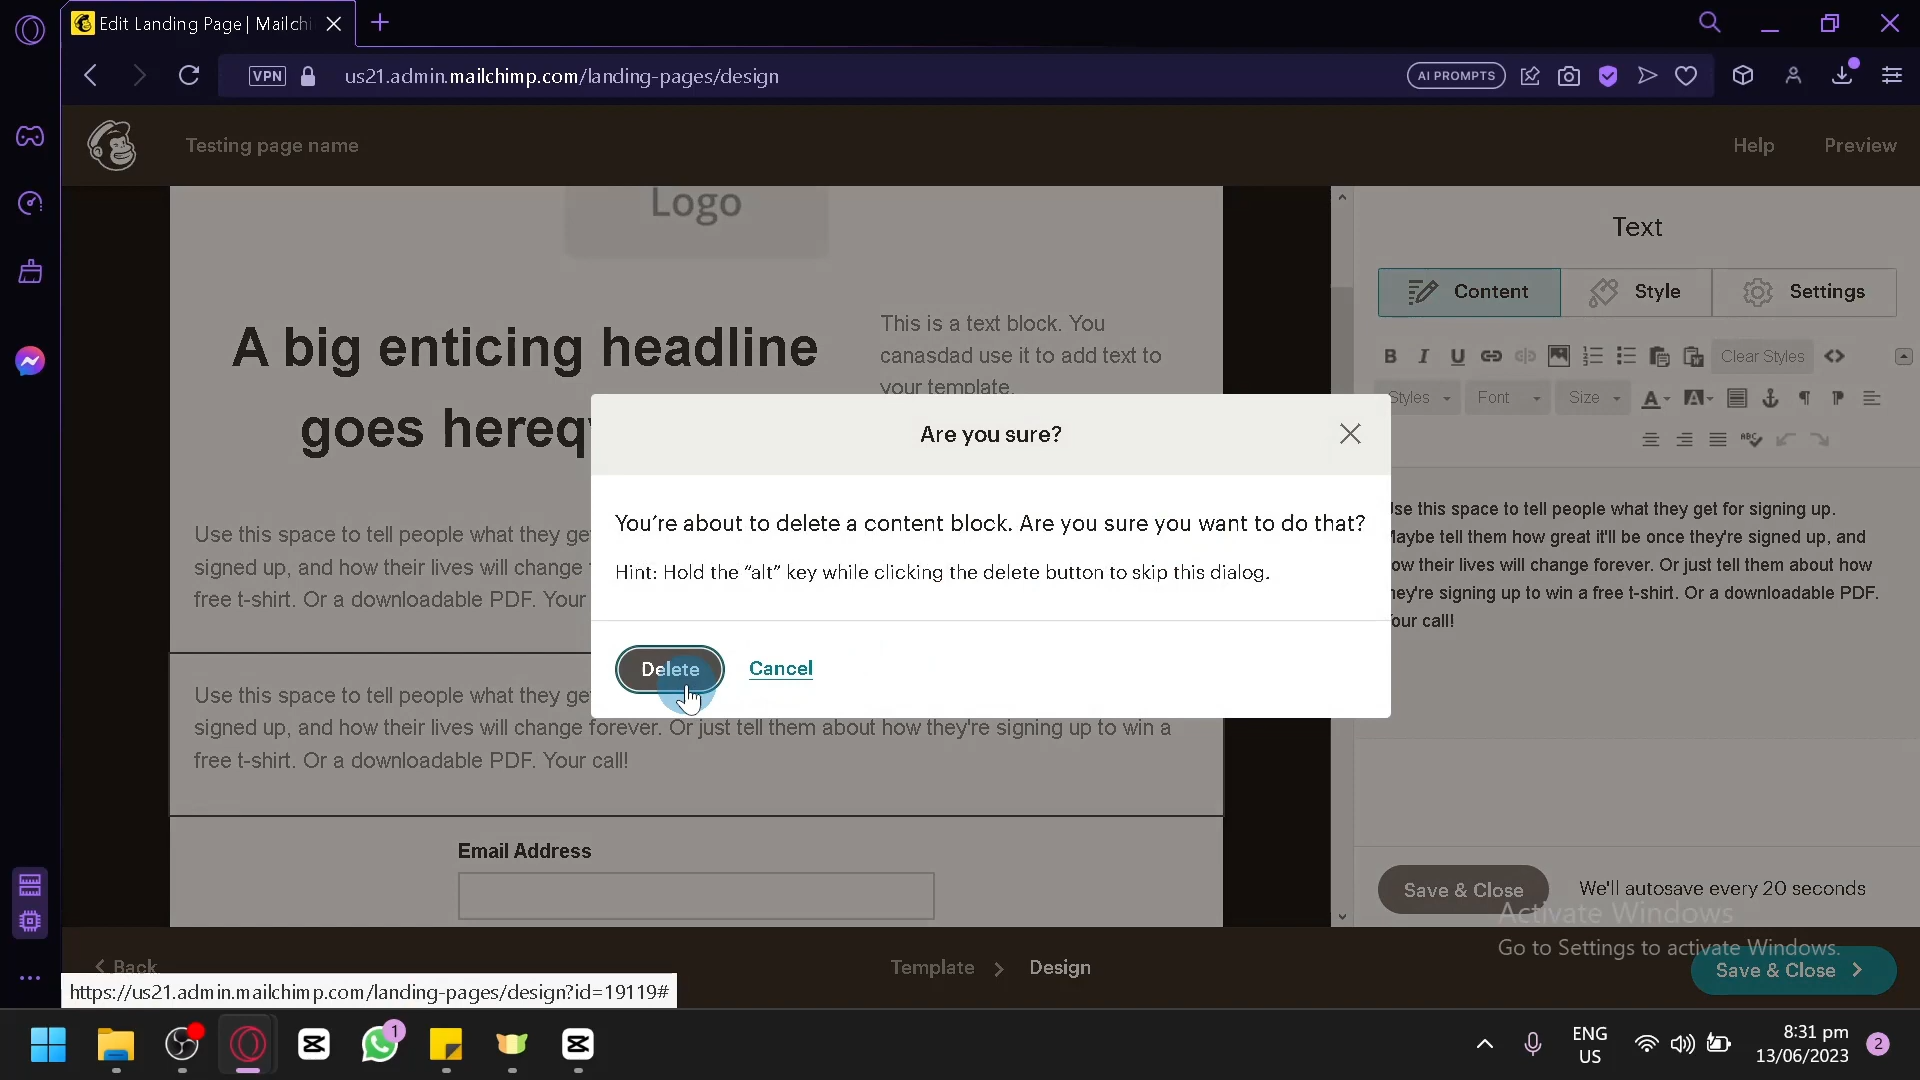 Edit Landing Page | Mailchi
VPN
us21.admin.mailchimp.com/landing-pages/design
AI PROMPTS
Testing page name
Help
Preview
Logo
Text
Content
Style
Settings
A big enticing headline
goes hereq
This is a text block. You
canasdad use it to add text to
your template.
B I U
Clear Styles
Styles
Font
Size
A
A
ABC
Are you sure?
You're about to delete a content block. Are you sure you want to do that?
Hint: Hold the "alt" key while clicking the delete button to skip this dialog.
Delete
Cancel
Use this space to tell people what they ge
signed up, and how their lives will change
free t-shirt. Or a downloadable PDF. Your
Use this space to tell people what they ge
signed up, and how their lives will change forever. Or just tell them about how they're signing up to win a
free t-shirt. Or a downloadable PDF. Your call!
Email Address
Use this space to tell people what they get for signing up.
Maybe tell them how great it'll be once they're signed up, and
how their lives will change forever. Or just tell them about how
they're signing up to win a free t-shirt. Or a downloadable PDF.
Your call!
Save & Close
We'll autosave every 20 seconds
Activate Windows
Go to Settings to activate Windows.
Back
Template
Design
Save & Close
https://us21.admin.mailchimp.com/landing-pages/design?id=19119#
1
ENG
US
8:31 pm
13/06/2023
2